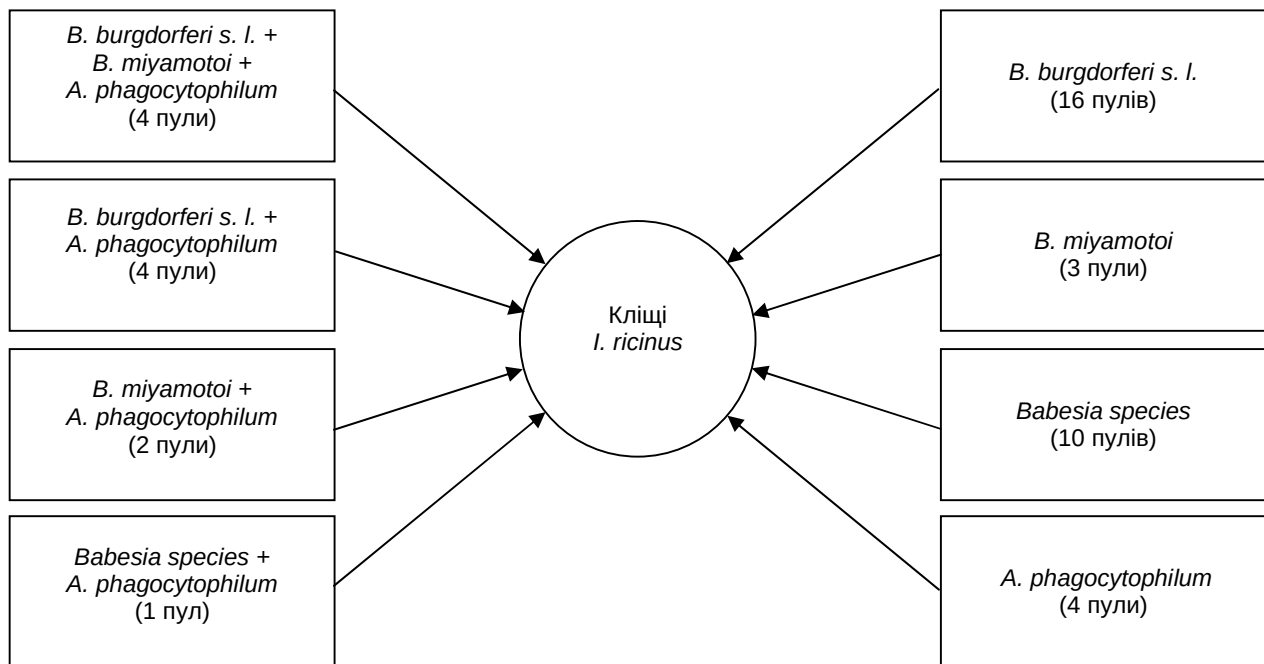 B. burgdorferi s. l. +
B. miyamotoi +
A. phagocytophilum
(4 пули)
B. burgdorferi s. l. +
A. phagocytophilum
(4 пули)
B. miyamotoi +
A. phagocytophilum
(2 пули)
Babesia species +
A. phagocytophilum
(1 пул)
Кліщі
I. ricinus
B. burgdorferi s. l.
(16 пулів)
B. miyamotoi
(3 пули)
Babesia species
(10 пулів)
A. phagocytophilum
(4 пули)